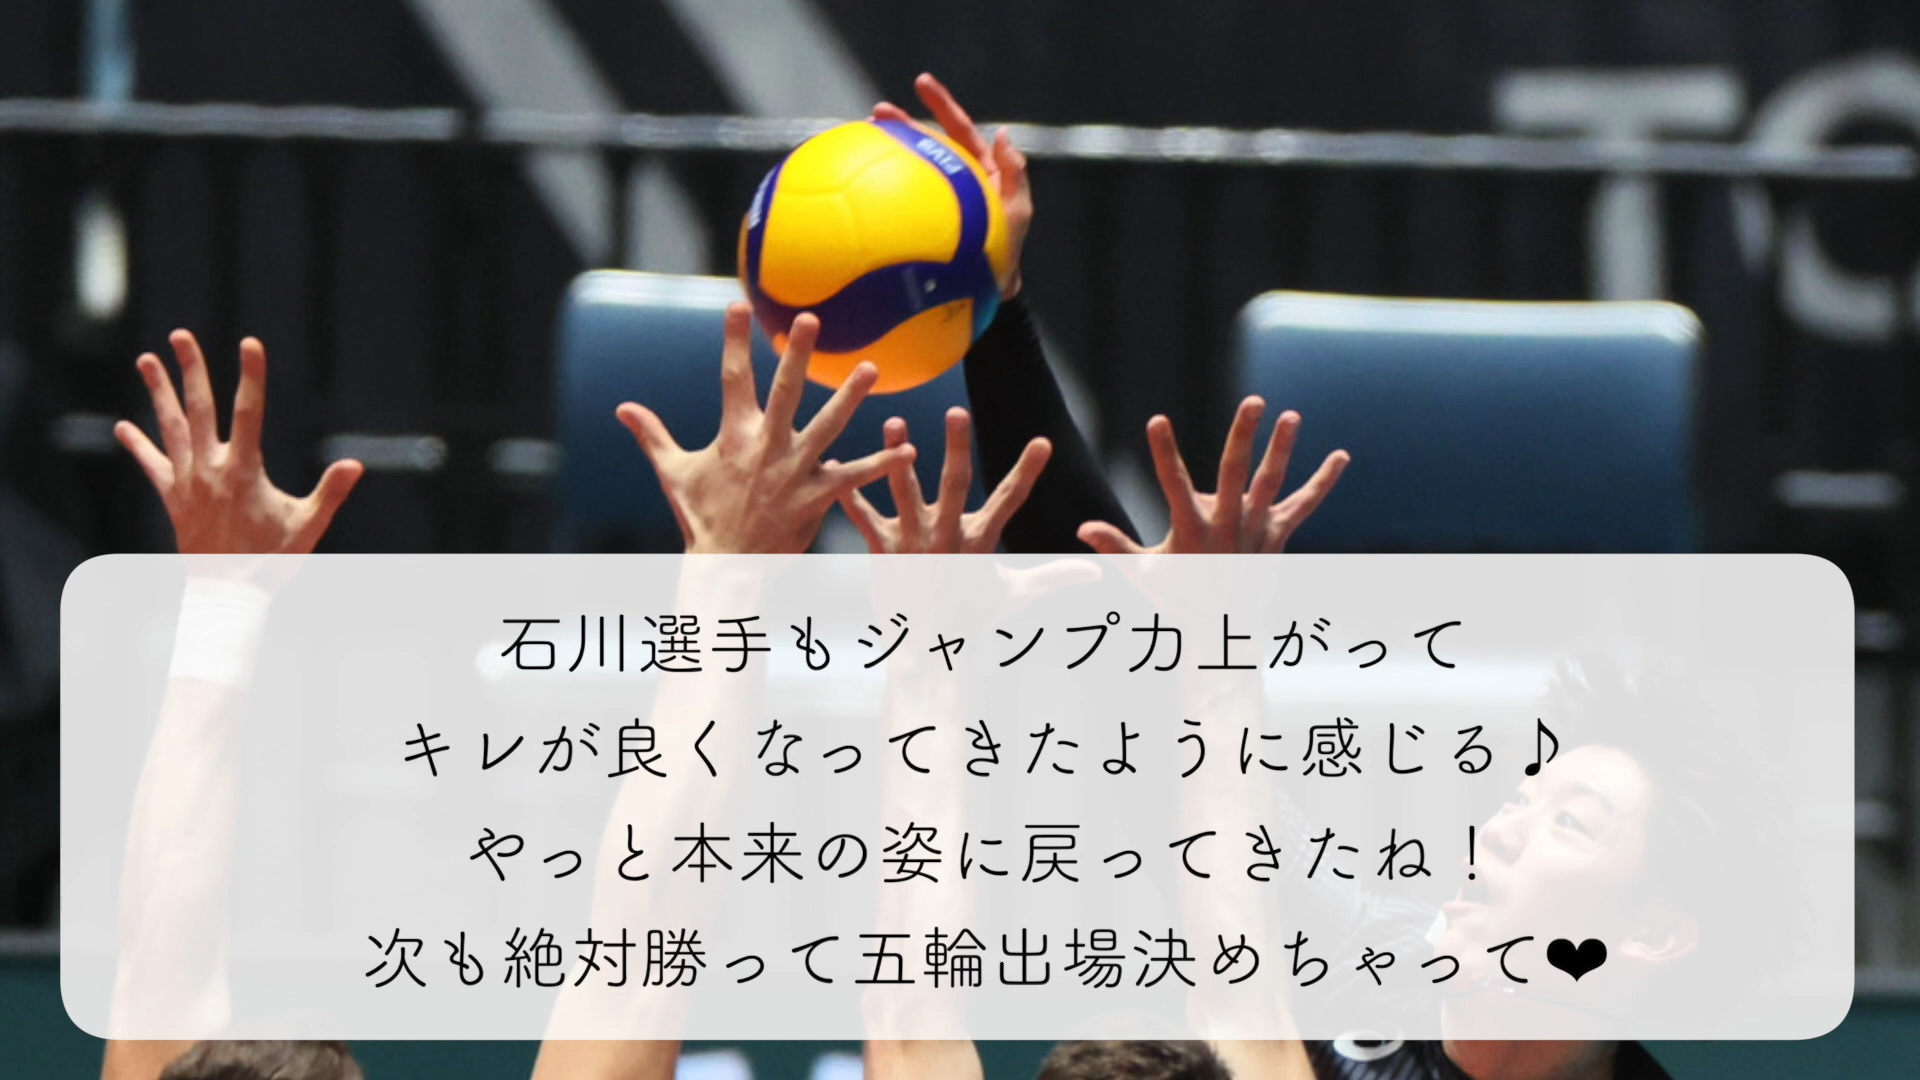 TO
FIVB
石川選手もジャンプ力上がって
キレが良くなってきたように感じる♪
やっと本来の姿に戻ってきたね！
次も絶対勝って五輪出場決めちゃって❤